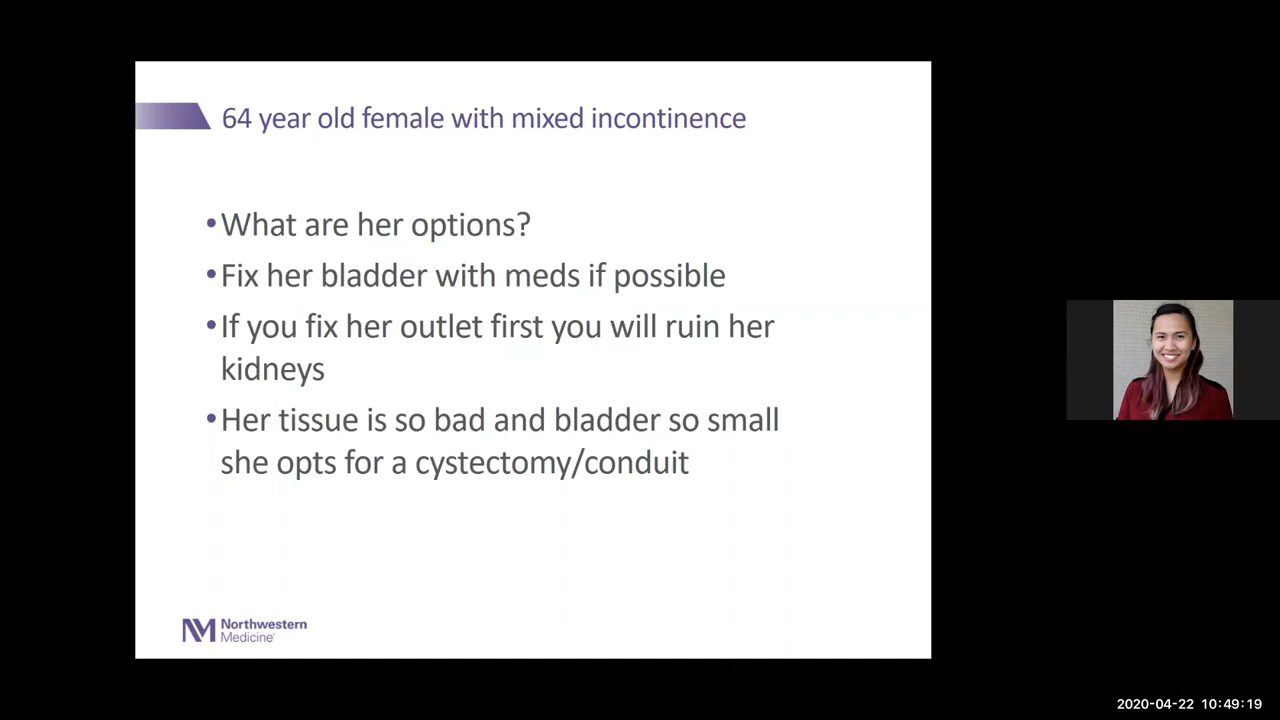 64 year old female with mixed incontinence
•What are her options?
•Fix her bladder with meds if possible
•If you fix her outlet first you will ruin her
kidneys
•Her tissue is so bad and bladder so small
she opts for a cystectomy/conduit
NM Northwestern
Medicine®
2020-04-22 10:49:19